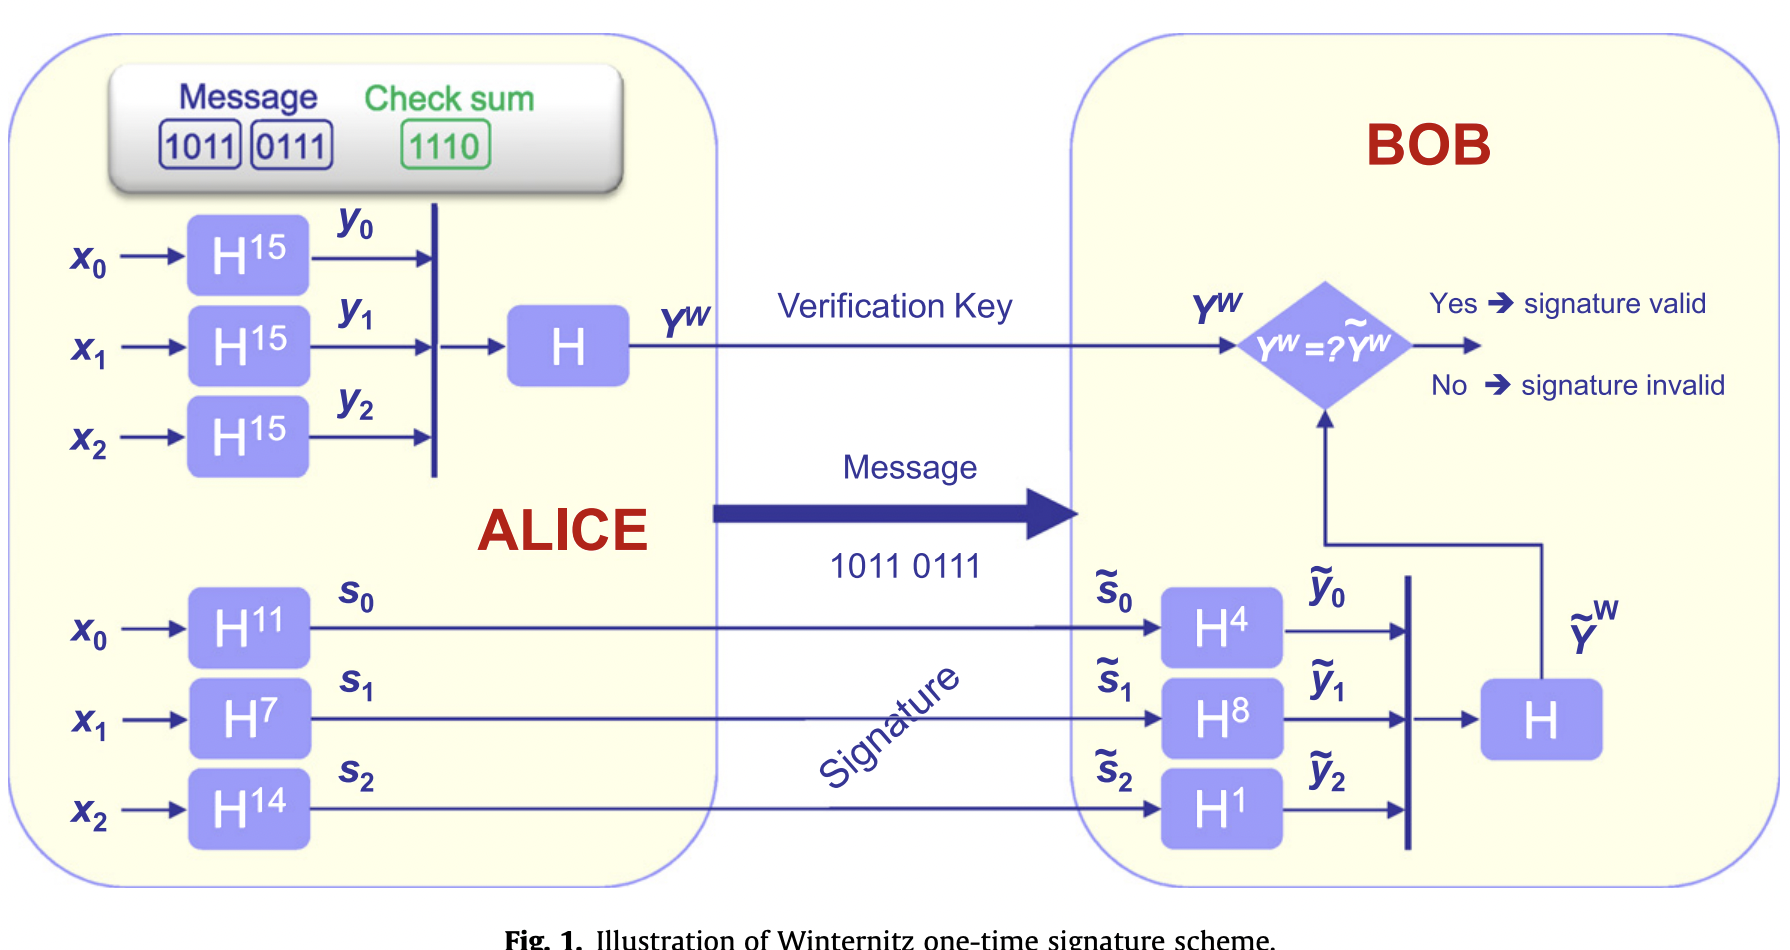 Message Check sum
1011 0111 1110
BOB
x₀ H¹⁵ y₀
x₁ H¹⁵ y₁
x₂ H¹⁵ y₂
H Yᵂ
Verification Key
Yᵂ
Yᵂ =? Ỹᵂ
Yes ➔ signature valid
No ➔ signature invalid
ALICE
Message
1011 0111
x₀ H¹¹ s₀
x₁ H⁷ s₁
x₂ H¹⁴ s₂
Signature
s̃₀ H⁴ ỹ₀
s̃₁ H⁸ ỹ₁
s̃₂ H¹ ỹ₂
H Ỹᵂ
Fig. 1. Illustration of Winternitz one-time signature scheme.